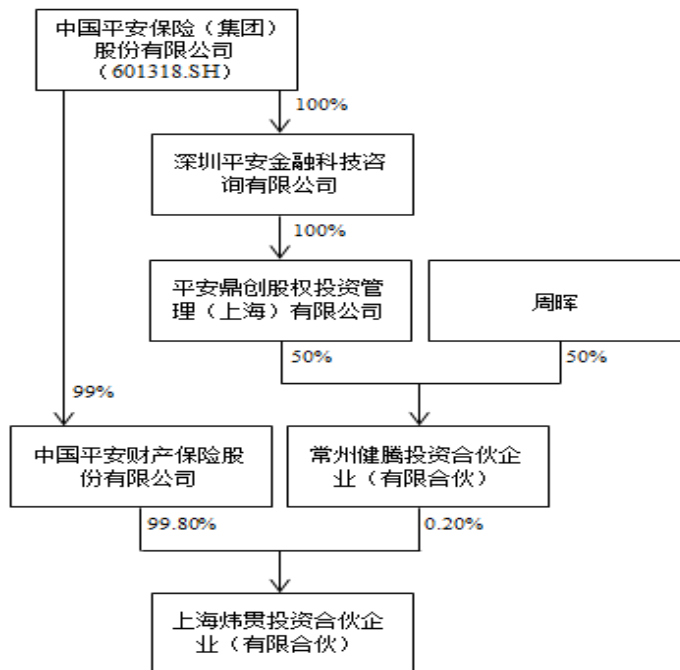 中国平安保险（集团）
股份有限公司
（601318.SH）
100%
深圳平安金融科技咨
询有限公司
100%
平安鼎创股权投资管
理（上海）有限公司
周晖
50%
50%
99%
中国平安财产保险股
份有限公司
常州健腾投资合伙企
业（有限合伙）
99.80%
0.20%
上海炜贯投资合伙企
业（有限合伙）